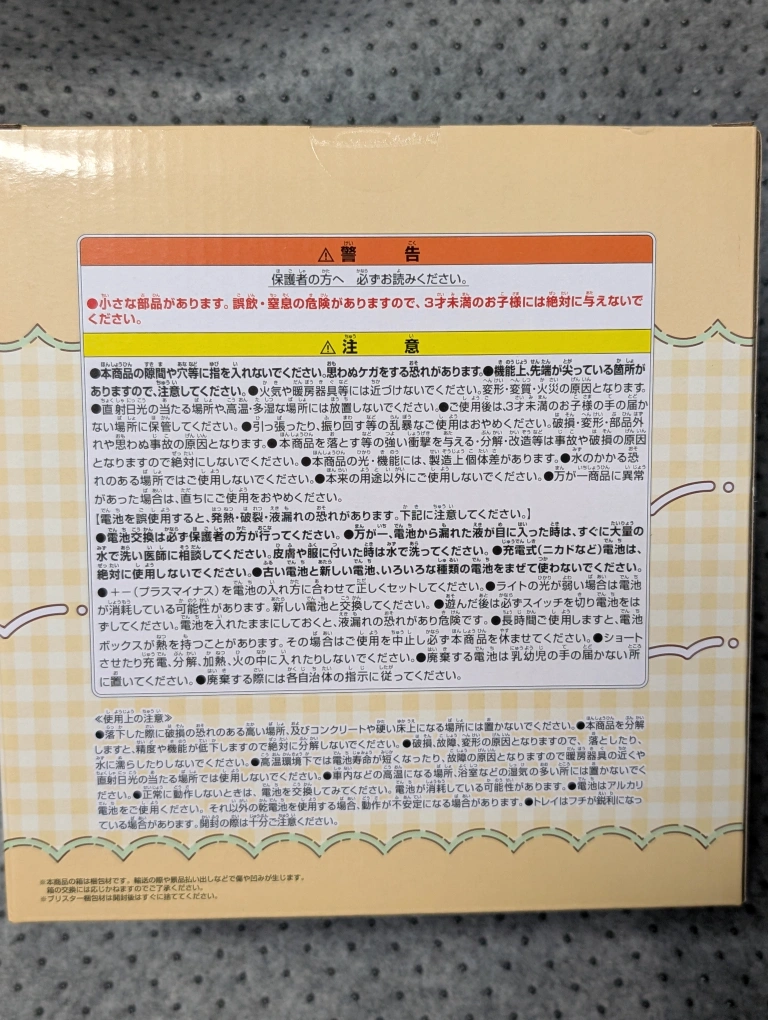 ⚠警告
保護者の方へ 必ずお読みください。
●小さな部品があります。誤飲・窒息の危険がありますので、3才未満のお子様には絶対に与えないで
ください。
⚠注意
●本商品の隙間や穴等に指を入れないでください。思わぬケガをする恐れがあります。●機能上、先端が尖っている箇所が
ありますので、注意してください。●火気や暖房器具等には近づけないでください。変形・変質・火災の原因となります。
●直射日光の当たる場所や、高温・多湿な場所には放置しないでください。●ご使用後は、3才未満のお子様の手の届か
ない場所に保管してください。●引っ張ったり、振り回す等の乱暴なご使用はおやめください。破損・変形・部品外
れや思わぬ事故の原因となります。●本商品を落とす等の強い衝撃を与える・分解・改造等は事故や破損の原因
となりますので絶対にしないでください。●本商品の光・機能には、製造上個体差があります。●水のかかる恐
れのある場所ではご使用しないでください。●本来の用途以外にご使用しないでください。●万が一商品に異常
があった場合は、直ちにご使用をおやめください。
【電池を誤使用すると、発熱・破裂・液漏れの恐れがあります。下記に注意してください。】
●電池交換は必ず保護者の方が行ってください。●万が一、電池から漏れた液が目に入った時は、すぐに大量の
水で洗い医師に相談してください。皮膚や服に付いた時は水で洗ってください。●充電式(ニカドなど)電池は、
絶対に使用しないでください。●古い電池と新しい電池、いろいろな種類の電池をまぜて使わないでください。
●+-(プラスマイナス)を電池の入れ方に合わせて正しくセットしてください。●ライトの光が弱い場合は電池
が消耗している可能性があります。新しい電池と交換してください。●遊んだ後は必ずスイッチを切り電池をは
ずしてください。電池を入れたままにしておくと、液漏れの恐れがあり危険です。●長時間ご使用しますと、電池
ボックスが熱を持つことがあります。その場合はご使用を中止し必ず本商品を休ませてください。●ショート
させたり充電、分解、加熱、火の中に入れたりしないでください。●廃棄する電池は乳幼児の手の届かない所
に置いてください。●廃棄する際には各自治体の指示に従ってください。
≪使用上の注意≫
●落下した際に破損の恐れのある高い場所、及びコンクリートや硬い床上になる場所には置かないでください。●本商品を分解
しますと、精度や機能が低下しますので絶対に分解しないでください。●破損、故障、変形の原因となりますので、落としたり、
水に濡らしたりしないでください。●高温環境下では電池寿命が短くなったり、故障の原因となりますので暖房器具の近くや
直射日光の当たる場所では使用しないでください。●車内などの高温になる場所、浴室などの湿気の多い所には置かないでく
ださい。●正常に動作しないときは、電池を交換してみてください。電池が消耗している可能性があります。●電池はアルカリ
電池をご使用ください。それ以外の乾電池を使用する場合、動作が不安定になる場合があります。●トレイはフチが鋭利になっ
ている場合があります。開封の際は十分ご注意ください。
※本商品の箱は梱包材です。輸送の際や景品払い出しなどで傷や凹みが生じます。
箱の交換には応じかねますのでご了承ください。
※ブリスター梱包材は開封後はすぐに捨ててください。